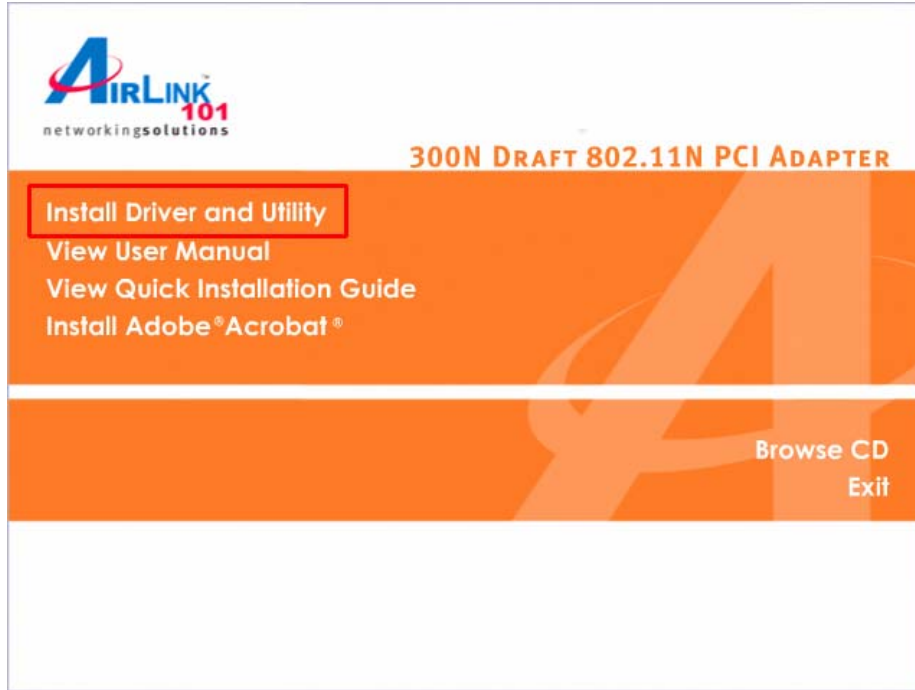 AIRLINK™
101
networkingsolutions
300N DRAFT 802.11N PCI ADAPTER
Install Driver and Utility
View User Manual
View Quick Installation Guide
Install Adobe®Acrobat®
Browse CD
Exit